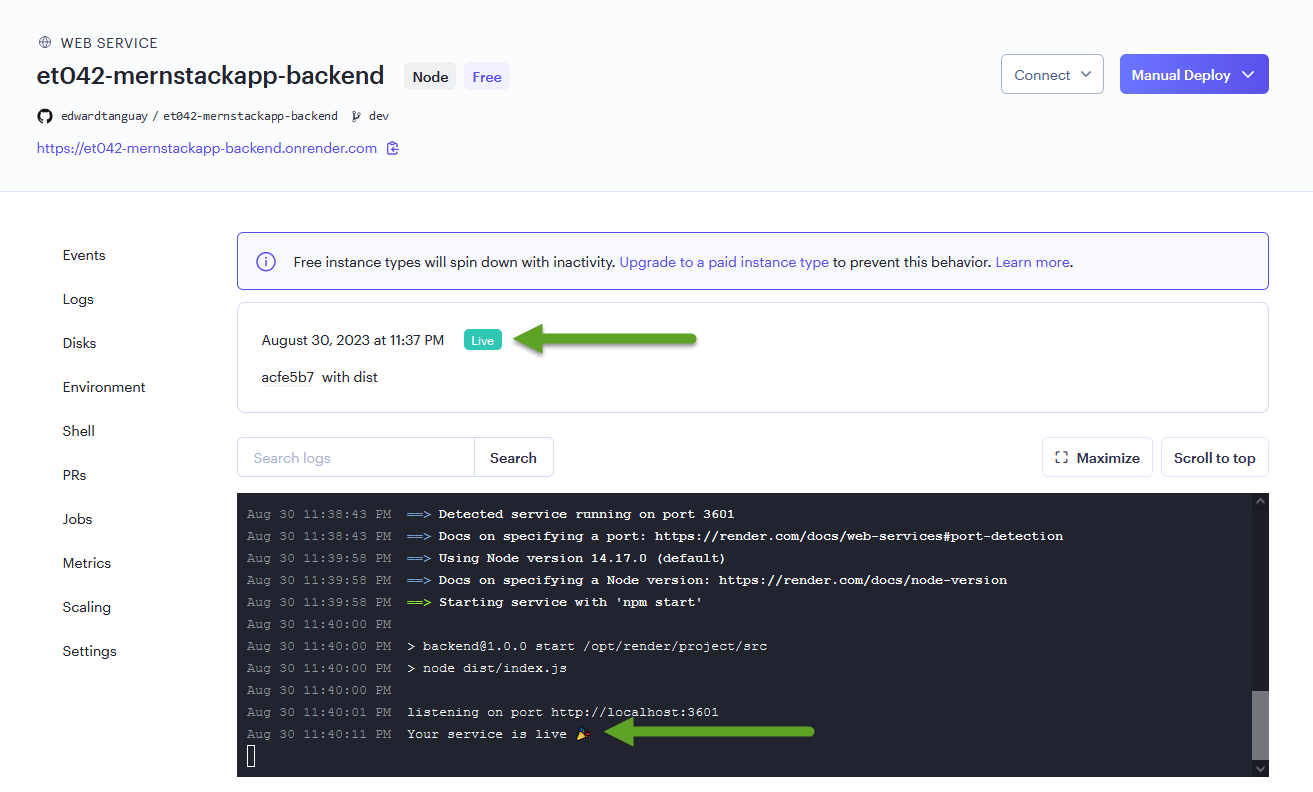 WEB SERVICE
et042-mernstackapp-backend Node Free
Connect Manual Deploy
edwardtanguay / et042-mernstackapp-backend dev
https://et042-mernstackapp-backend.onrender.com
Events
Logs
Disks
Environment
Shell
PRs
Jobs
Metrics
Scaling
Settings
Free instance types will spin down with inactivity. Upgrade to a paid instance type to prevent this behavior. Learn more.
August 30, 2023 at 11:37 PM Live
acfe5b7 with dist
Search logs Search Maximize Scroll to top
Aug 30 11:38:43 PM ==> Detected service running on port 3601
Aug 30 11:38:43 PM ==> Docs on specifying a port: https://render.com/docs/web-services#port-detection
Aug 30 11:39:58 PM ==> Using Node version 14.17.0 (default)
Aug 30 11:39:58 PM ==> Docs on specifying a Node version: https://render.com/docs/node-version
Aug 30 11:39:58 PM ==> Starting service with 'npm start'
Aug 30 11:40:00 PM
Aug 30 11:40:00 PM > backend@1.0.0 start /opt/render/project/src
Aug 30 11:40:00 PM > node dist/index.js
Aug 30 11:40:00 PM
Aug 30 11:40:01 PM listening on port http://localhost:3601
Aug 30 11:40:11 PM Your service is live 🎉